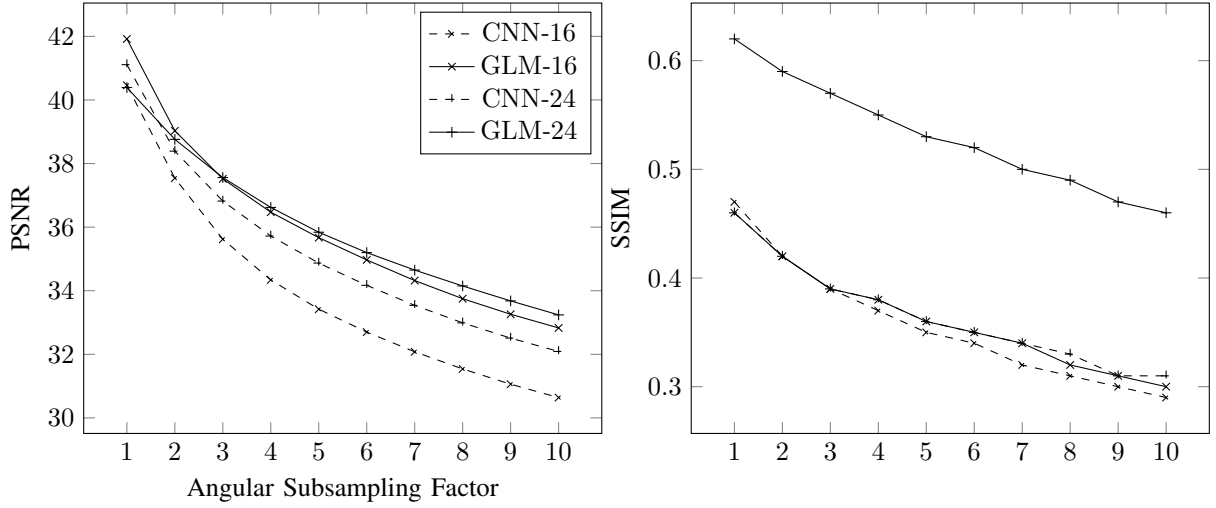 42
40
38
36
34
32
30
PSNR
1 2 3 4 5 6 7 8 9 10
Angular Subsampling Factor
CNN-16
GLM-16
CNN-24
GLM-24
0.6
0.5
0.4
0.3
SSIM
1 2 3 4 5 6 7 8 9 10